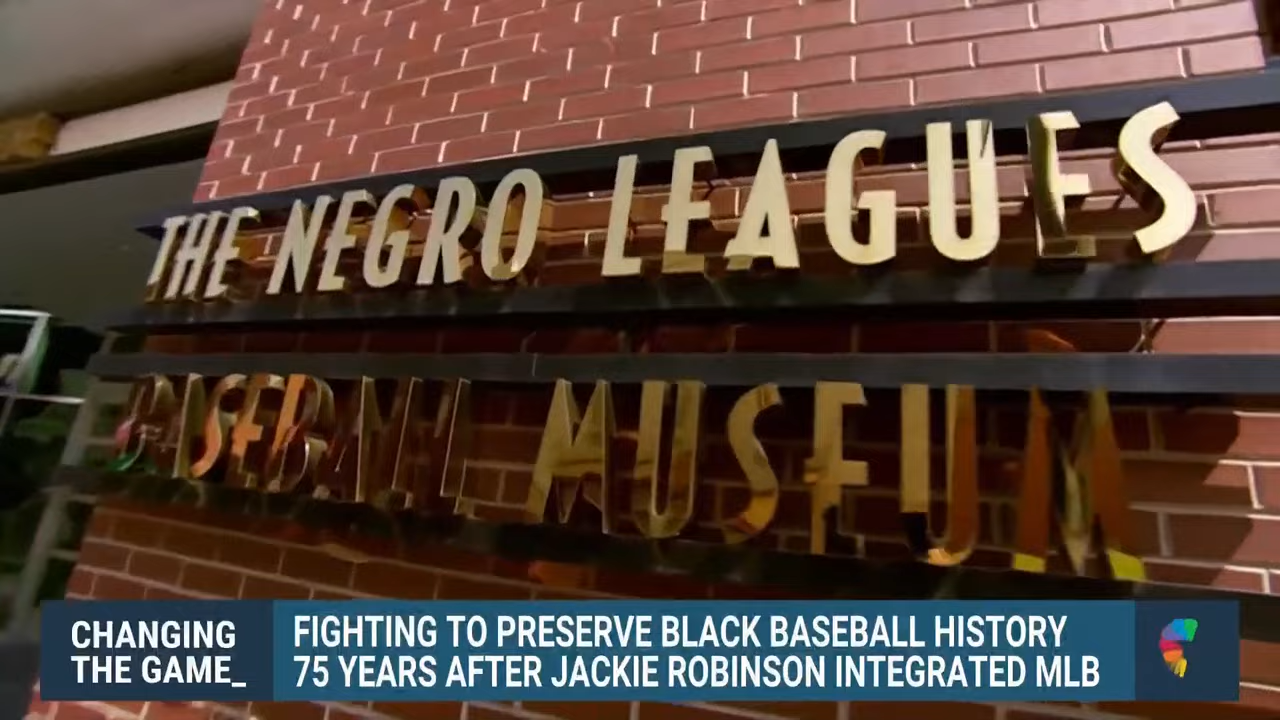 THE NEGRO LEAGUES
BASEBALL MUSEUM
CHANGING
THE GAME_
FIGHTING TO PRESERVE BLACK BASEBALL HISTORY
75 YEARS AFTER JACKIE ROBINSON INTEGRATED MLB